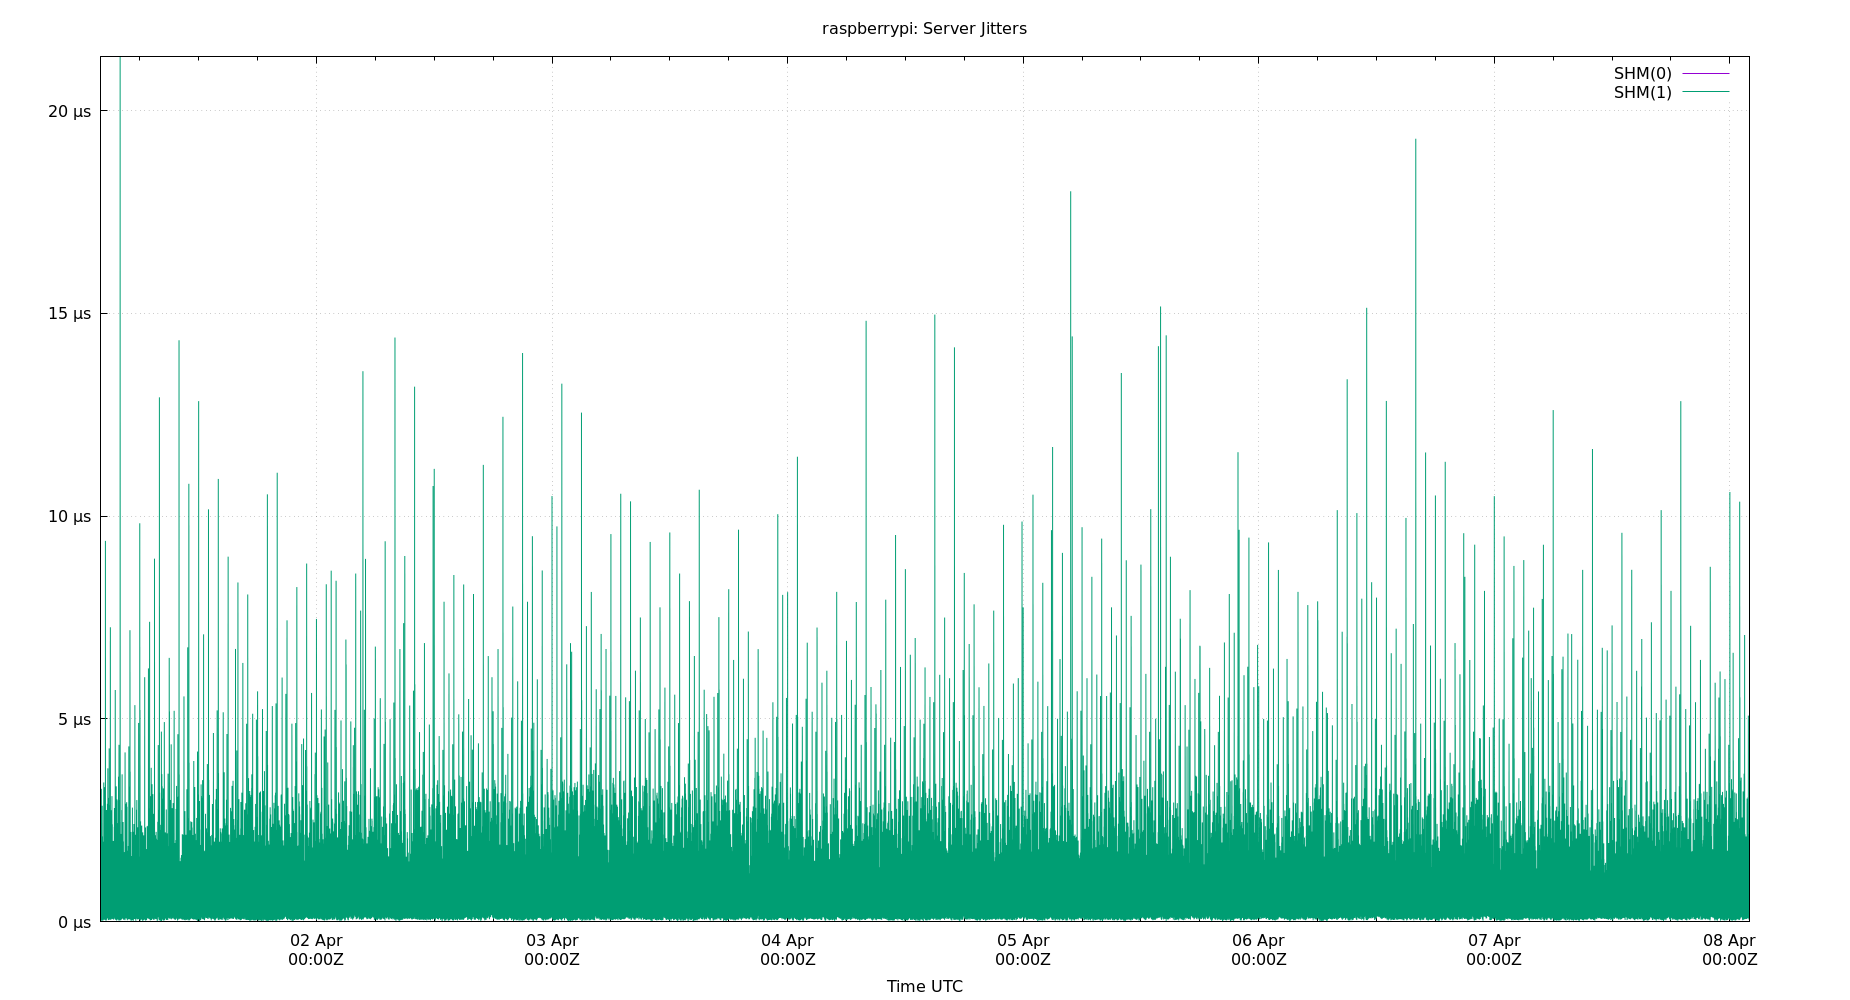 raspberrypi: Server Jitters
SHM(0)
SHM(1)
20 μs
15 μs
10 μs
5 μs
0 μs
02 Apr 03 Apr 04 Apr 05 Apr 06 Apr 07 Apr 08 Apr
00:00Z 00:00Z 00:00Z 00:00Z 00:00Z 00:00Z 00:00Z
Time UTC